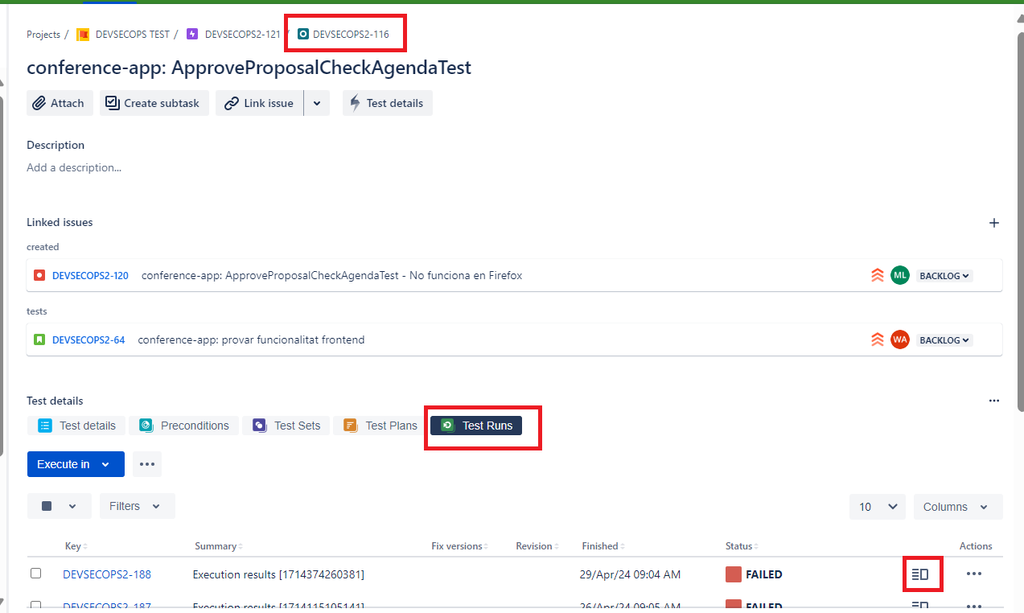 Projects / DEVSECOPS TEST / DEVSECOPS2-121 / DEVSECOPS2-116
conference-app: ApproveProposalCheckAgendaTest
Attach Create subtask Link issue Test details
Description
Add a description...
Linked issues
created
DEVSECOPS2-120 conference-app: ApproveProposalCheckAgendaTest - No funciona en Firefox ML BACKLOG
tests
DEVSECOPS2-64 conference-app: provar funcionalitat frontend WA BACKLOG
Test details
Test details Preconditions Test Sets Test Plans Test Runs
Execute in
Filters 10 Columns
Key Summary Fix versions Revision Finished Status Actions
DEVSECOPS2-188 Execution results [1714374260381] 29/Apr/24 09:04 AM FAILED
DEVSECOPS2-187 Execution results [1714115105141] 26/Apr/24 09:05 AM FAILED